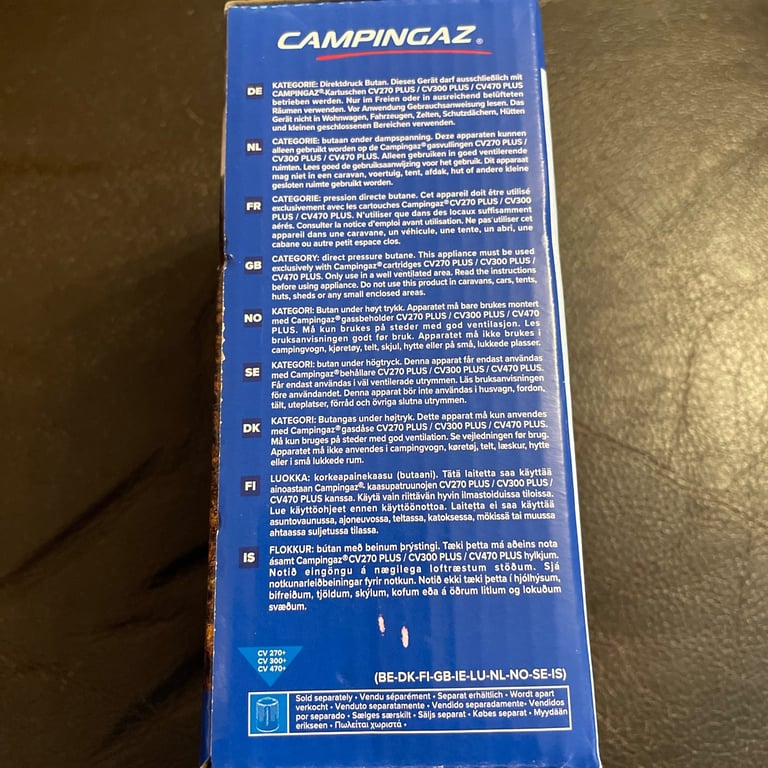 CAMPINGAZ®
DE
KATEGORIE: Direktdruck Butan. Dieses Gerät darf ausschließlich mit
CAMPINGAZ®-Kartuschen CV270 PLUS / CV300 PLUS / CV470 PLUS
betrieben werden. Nur im Freien oder in ausreichend belüfteten
Räumen verwenden. Vor Anwendung Gebrauchsanweisung lesen. Das
Gerät nicht in Wohnwagen, Fahrzeugen, Zelten, Schutzdächern, Hütten
und kleinen geschlossenen Bereichen verwenden.
NL
CATEGORIE: butaan onder dampspanning. Deze apparaten kunnen
alleen gebruikt worden op de Campingaz® gasvullingen CV270 PLUS /
CV300 PLUS / CV470 PLUS. Alleen gebruiken in goed ventilerende
ruimten. Lees goed de gebruiksaanwijzing voor het gebruik. Dit apparaat
mag niet in een caravan, voertuig, tent, afdak, hut of andere kleine
gesloten ruimte gebruikt worden.
FR
CATEGORIE: pression directe butane. Cet appareil doit être utilisé
exclusivement avec les cartouches Campingaz® CV270 PLUS / CV300
PLUS / CV470 PLUS. N'utiliser que dans des locaux suffisamment
aérés. Consulter la notice d'emploi avant utilisation. Ne pas utiliser cet
appareil dans une caravane, un véhicule, une tente, un abri, une
cabane ou autre petit espace clos.
GB
CATEGORY: direct pressure butane. This appliance must be used
exclusively with Campingaz® cartridges CV270 PLUS / CV300 PLUS /
CV470 PLUS. Only use in a well ventilated area. Read the instructions
before using appliance. Do not use this product in caravans, cars, tents,
huts, sheds or any small enclosed areas.
NO
KATEGORI: Butan under høyt trykk. Apparatet må bare brukes montert
med Campingaz® gassbeholder CV270 PLUS / CV300 PLUS / CV470
PLUS. Må kun brukes på steder med god ventilasjon. Les
bruksanvisningen godt før bruk. Apparatet må ikke brukes i
campingvogn, kjøretøy, telt, skjul, hytte eller på små, lukkede plasser.
SE
KATEGORI: butan under högtryck. Denna apparat får endast användas
med Campingaz® behållare CV270 PLUS / CV300 PLUS / CV470 PLUS.
Får endast användas i väl ventilerade utrymmen. Läs bruksanvisningen
före användandet. Denna apparat bör inte användas i husvagn, fordon,
tält, uteplatser, förråd och övriga slutna utrymmen.
DK
KATEGORI: Butangas under højtryk. Dette apparat må kun anvendes
med Campingaz® gasdåse CV270 PLUS / CV300 PLUS / CV470 PLUS.
Må kun bruges på steder med god ventilation. Se vejledningen før brug.
Apparatet må ikke anvendes i campingvogn, køretøj, telt, læskur, hytte
eller i små lukkede rum.
FI
LUOKKA: korkeapainekaasu (butaani). Tätä laitetta saa käyttää
ainoastaan Campingaz®- kaasupatruunojen CV270 PLUS / CV300 PLUS /
CV470 PLUS kanssa. Käytä vain riittävän hyvin ilmastoiduissa tiloissa.
Lue käyttöohjeet ennen käyttöönottoa. Laitetta ei saa käyttää
asuntovaunussa, ajoneuvossa, teltassa, katoksessa, mökissä tai muussa
ahtaassa suljetussa tilassa.
IS
FLOKKUR: bútan með beinum þrýstingi. Tæki þetta má aðeins nota
ásamt Campingaz® CV270 PLUS / CV300 PLUS / CV470 PLUS hylkjum.
Notið eingöngu á nægilega loftræstum stöðum. Sjá
notkunarleiðbeiningar fyrir notkun. Notið ekki tæki þetta í hjólhýsum,
bifreiðum, tjöldum, skýlum, kofum eða á öðrum litlum og lokuðum
svæðum.
CV 270+
CV 300+
CV 470+
(BE-DK-FI-GB-IE-LU-NL-NO-SE-IS)
Sold separately • Vendu séparément • Separat erhältlich • Wordt apart
verkocht • Venduto separatamente • Vendido separadamente • Vendidos
por separado • Sælges særskilt • Säljs separat • Købes separat • Myydään
erikseen • Πωλείται χωριστά •